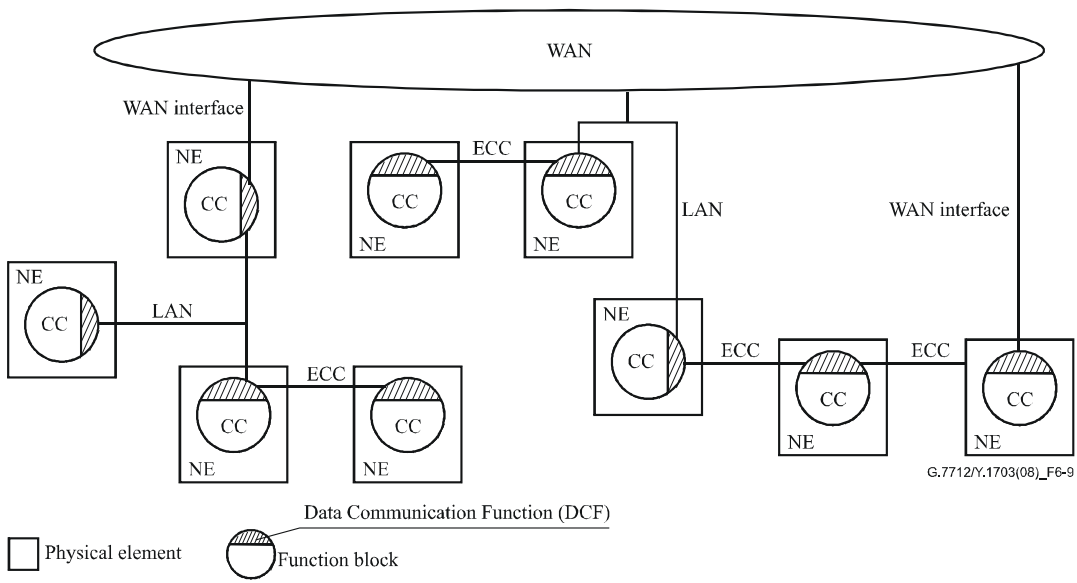 WAN
WAN interface
NE
CC
ECC
CC
NE
CC
NE
LAN
WAN interface
NE
CC
LAN
NE
CC
ECC
ECC
CC
NE
CC
NE
ECC
CC
NE
CC
NE
G.7712/Y.1703(08)_F6-9
Data Communication Function (DCF)
Physical element
Function block